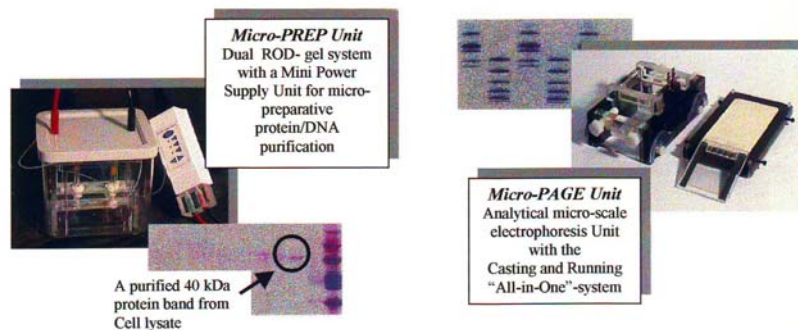 Micro-PREP Unit
Dual ROD- gel system
with a Mini Power
Supply Unit for micro-
preparative
protein/DNA
purification
A purified 40 kDa
protein band from
Cell lysate
Micro-PAGE Unit
Analytical micro-scale
electrophoresis Unit
with the
Casting and Running
“All-in-One”-system